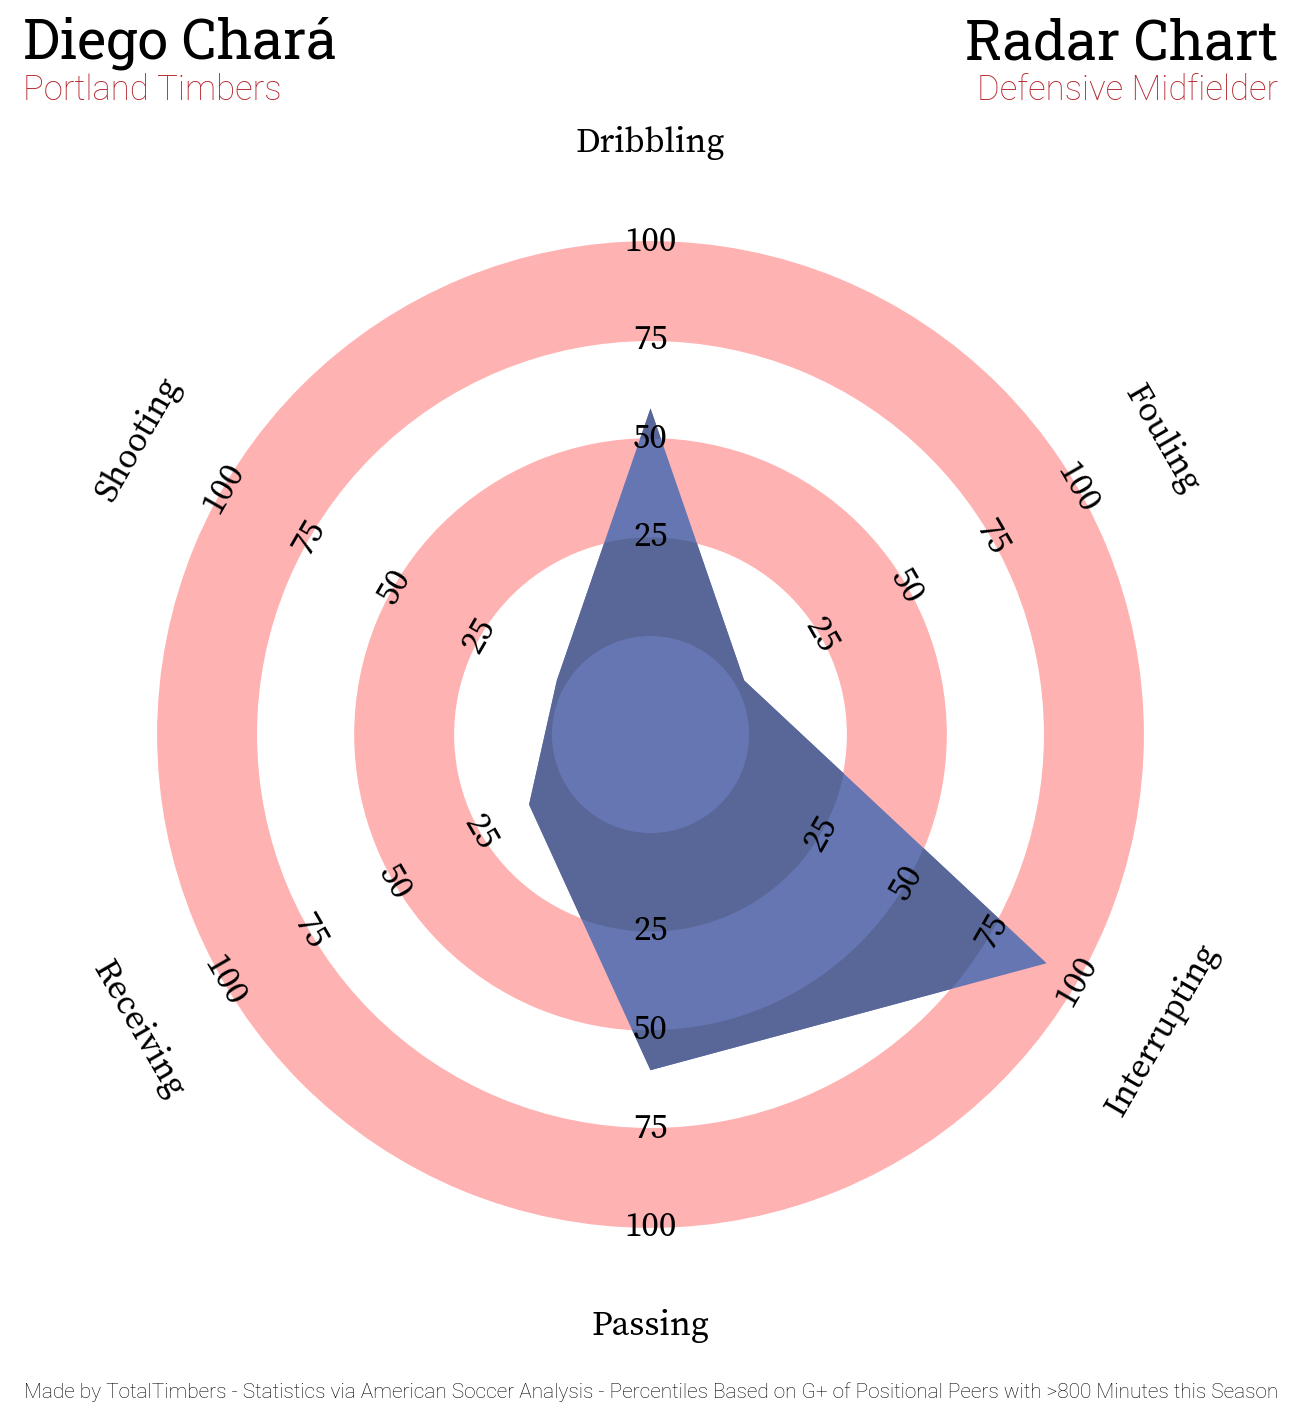 Diego Chará
Radar Chart
Portland Timbers
Defensive Midfielder
Dribbling
100
75
50
25
Fouling
100
75
50
25
Interrupting
25
50
75
100
Passing
25
50
75
100
Receiving
25
50
75
100
Shooting
100
75
50
25
Made by TotalTimbers - Statistics via American Soccer Analysis - Percentiles Based on G+ of Positional Peers with >800 Minutes this Season